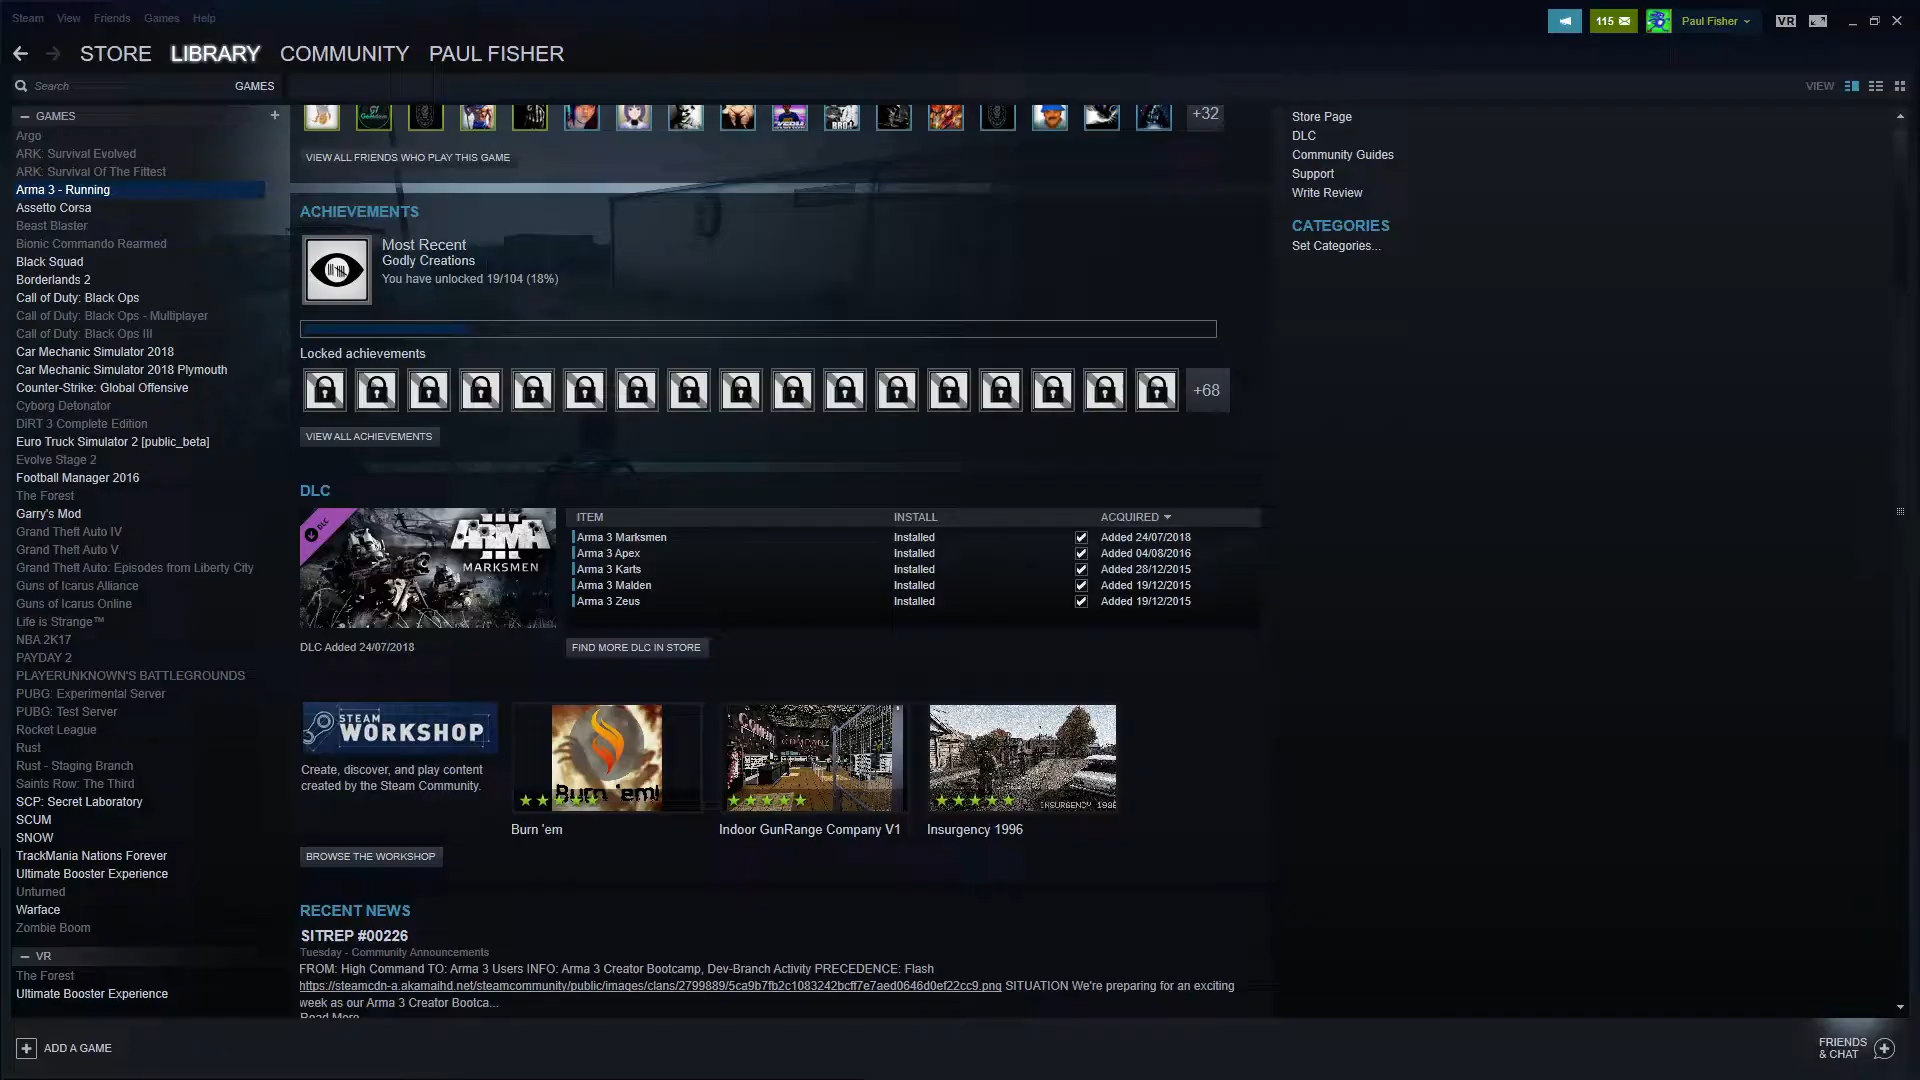 Steam View Friends Games Help
115
Paul Fisher
VR
STORE LIBRARY COMMUNITY PAUL FISHER
Search
GAMES
VIEW
GAMES
Argo
ARK: Survival Evolved
ARK: Survival Of The Fittest
Arma 3 - Running
Assetto Corsa
Beast Blaster
Bionic Commando Rearmed
Black Squad
Borderlands 2
Call of Duty: Black Ops
Call of Duty: Black Ops - Multiplayer
Call of Duty: Black Ops III
Car Mechanic Simulator 2018
Car Mechanic Simulator 2018 Plymouth
Counter-Strike: Global Offensive
Cyborg Detonator
DiRT 3 Complete Edition
Euro Truck Simulator 2 [public_beta]
Evolve Stage 2
Football Manager 2016
The Forest
Garry's Mod
Grand Theft Auto IV
Grand Theft Auto V
Grand Theft Auto: Episodes from Liberty City
Guns of Icarus Alliance
Guns of Icarus Online
Life is Strange™
NBA 2K17
PAYDAY 2
PLAYERUNKNOWN'S BATTLEGROUNDS
PUBG: Experimental Server
PUBG: Test Server
Rocket League
Rust
Rust - Staging Branch
Saints Row: The Third
SCP: Secret Laboratory
SCUM
SNOW
TrackMania Nations Forever
Ultimate Booster Experience
Unturned
Warface
Zombie Boom
VR
The Forest
Ultimate Booster Experience
ADD A GAME
+32
VIEW ALL FRIENDS WHO PLAY THIS GAME
ACHIEVEMENTS
Most Recent
Godly Creations
You have unlocked 19/104 (18%)
Locked achievements
+68
VIEW ALL ACHIEVEMENTS
DLC
DLC
ARMA III
MARKSMEN
DLC Added 24/07/2018
ITEM INSTALL ACQUIRED
Arma 3 Marksmen Installed Added 24/07/2018
Arma 3 Apex Installed Added 04/08/2016
Arma 3 Karts Installed Added 28/12/2015
Arma 3 Malden Installed Added 19/12/2015
Arma 3 Zeus Installed Added 19/12/2015
FIND MORE DLC IN STORE
STEAM
WORKSHOP
Create, discover, and play content
created by the Steam Community.
BROWSE THE WORKSHOP
Burn 'em!
Burn 'em
COMPANY
Indoor GunRange Company V1
INSURGENCY 1996
Insurgency 1996
RECENT NEWS
SITREP #00226
Tuesday - Community Announcements
FROM: High Command TO: Arma 3 Users INFO: Arma 3 Creator Bootcamp, Dev-Branch Activity PRECEDENCE: Flash
https://steamcdn-a.akamaihd.net/steamcommunity/public/images/clans/2799889/5ca9b7fb2c1083242bcff7e7aed0646d0ef22cc9.png SITUATION We're preparing for an exciting
week as our Arma 3 Creator Bootca...
Read More
Store Page
DLC
Community Guides
Support
Write Review
CATEGORIES
Set Categories...
FRIENDS
& CHAT